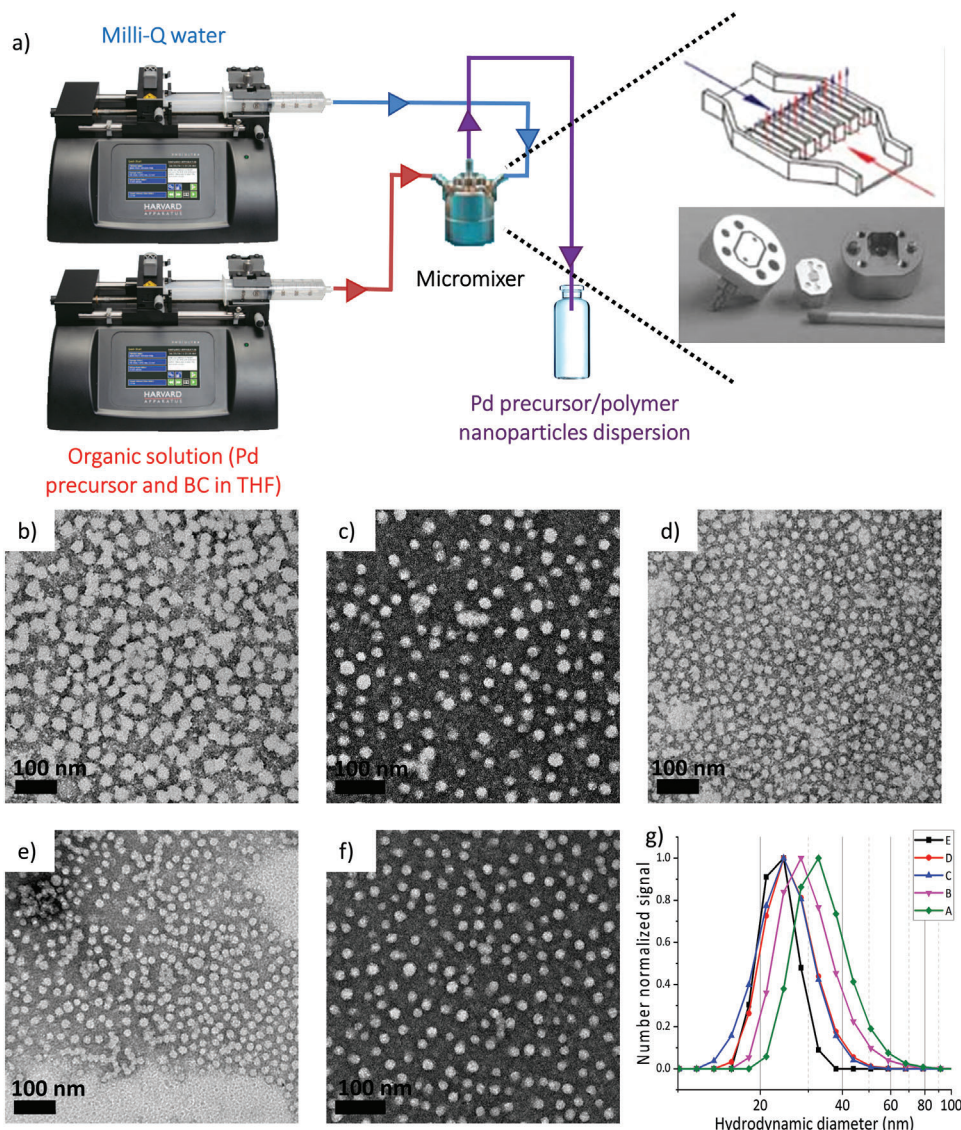 a)
Milli-Q water
HARVARD
APPARATUS
Micromixer
HARVARD
APPARATUS
Pd precursor/polymer
nanoparticles dispersion
Organic solution (Pd
precursor and BC in THF)
b)
100 nm
c)
100 nm
d)
100 nm
e)
100 nm
f)
100 nm
g)
E
D
C
B
A
Number normalized signal
1.0
0.8
0.6
0.4
0.2
0.0
20
40
60
80
100
Hydrodynamic diameter (nm)